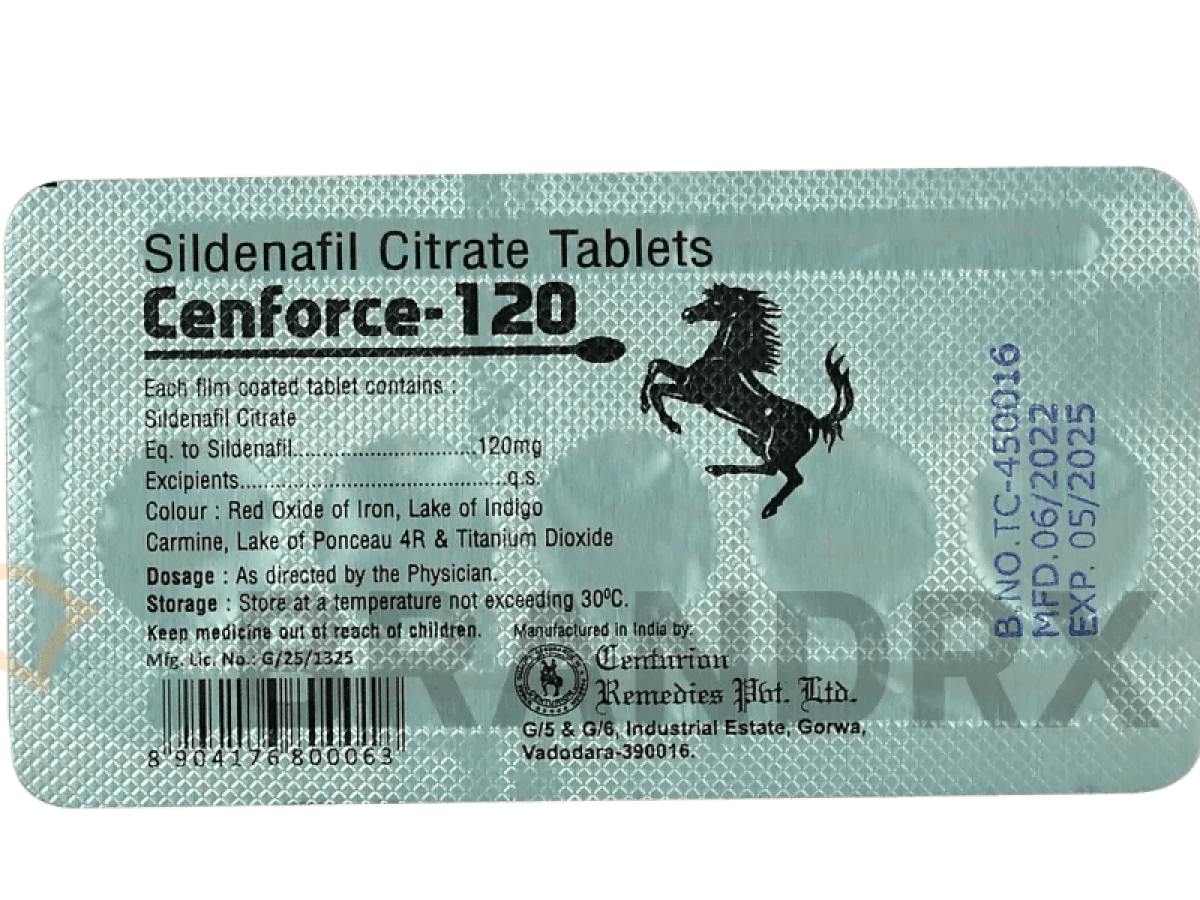 Sildenafil Citrate Tablets
Cenforce-120
Each film coated tablet contains :
Sildenafil Citrate
Eq. to Sildenafil..............................120mg
Excipients...........................................q.s.
Colour : Red Oxide of Iron, Lake of Indigo
Carmine, Lake of Ponceau 4R & Titanium Dioxide
Dosage : As directed by the Physician.
Storage : Store at a temperature not exceeding 30ºC.
Keep medicine out of reach of children.
Mfg. Lic. No.: G/25/1325
8 904176 800063
Manufactured in India by:
Centurion
Remedies Pvt. Ltd.
G/5 & G/6, Industrial Estate, Gorwa,
Vadodara-390016.
B.NO.TC-450016
MFD.06/2022
EXP. 05/2025